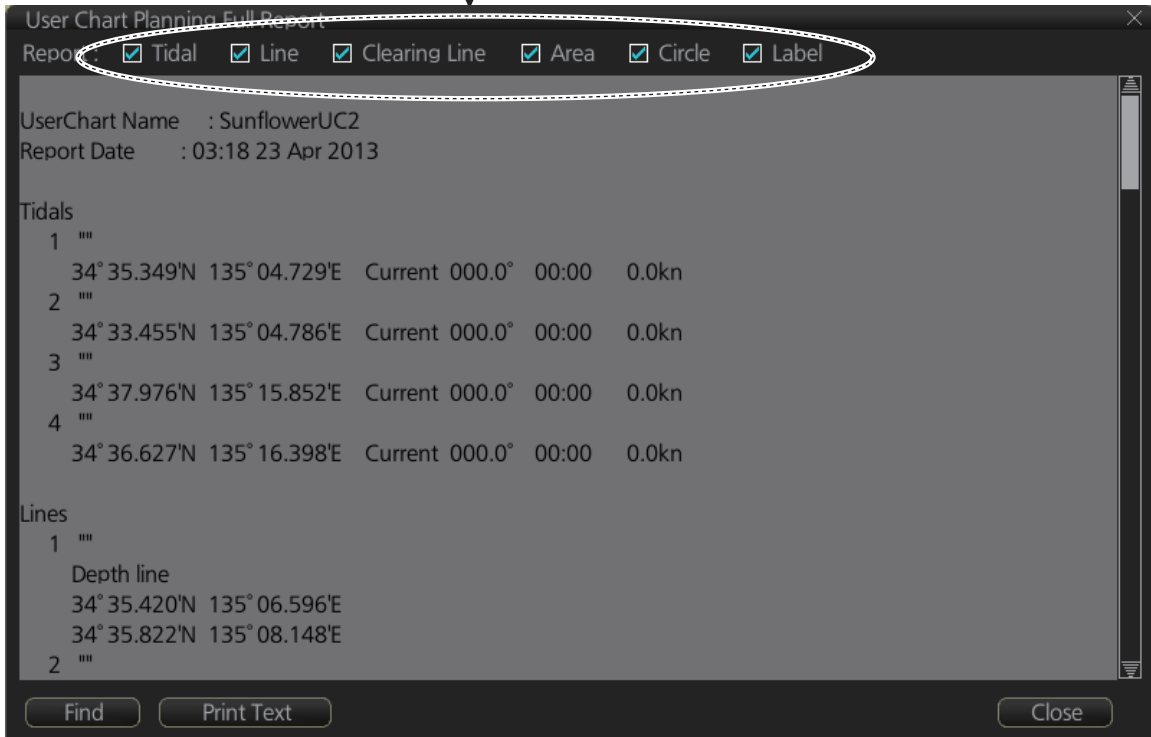 User Chart Planning Full Report
Report : Tidal Line Clearing Line Area Circle Label
UserChart Name : SunflowerUC2
Report Date : 03:18 23 Apr 2013
Tidals
1 ""
34°35.349'N 135°04.729'E Current 000.0° 00:00 0.0kn
2 ""
34°33.455'N 135°04.786'E Current 000.0° 00:00 0.0kn
3 ""
34°37.976'N 135°15.852'E Current 000.0° 00:00 0.0kn
4 ""
34°36.627'N 135°16.398'E Current 000.0° 00:00 0.0kn
Lines
1 ""
Depth line
34°35.420'N 135°06.596'E
34°35.822'N 135°08.148'E
2 ""
Find Print Text Close